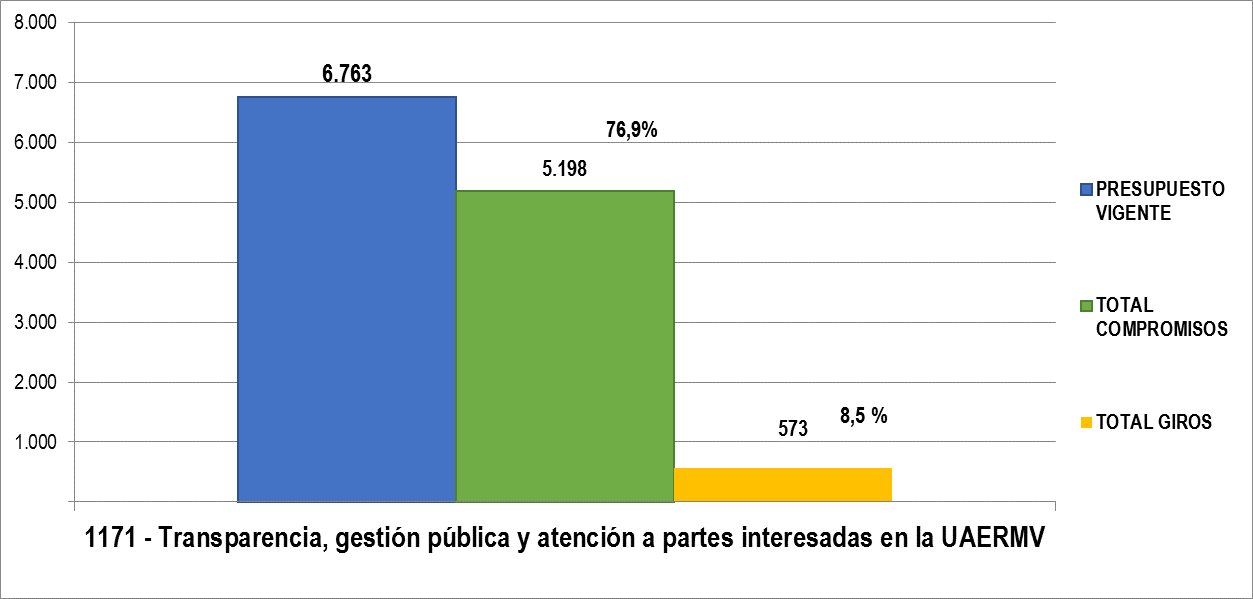 8.000
7.000
6.000
5.000
4.000
3.000
2.000
1.000
6.763
76,9%
5.198
8,5 %
573
PRESUPUESTO
VIGENTE
TOTAL
COMPROMISOS
TOTAL GIROS
1171 - Transparencia, gestión pública y atención a partes interesadas en la UAERMV